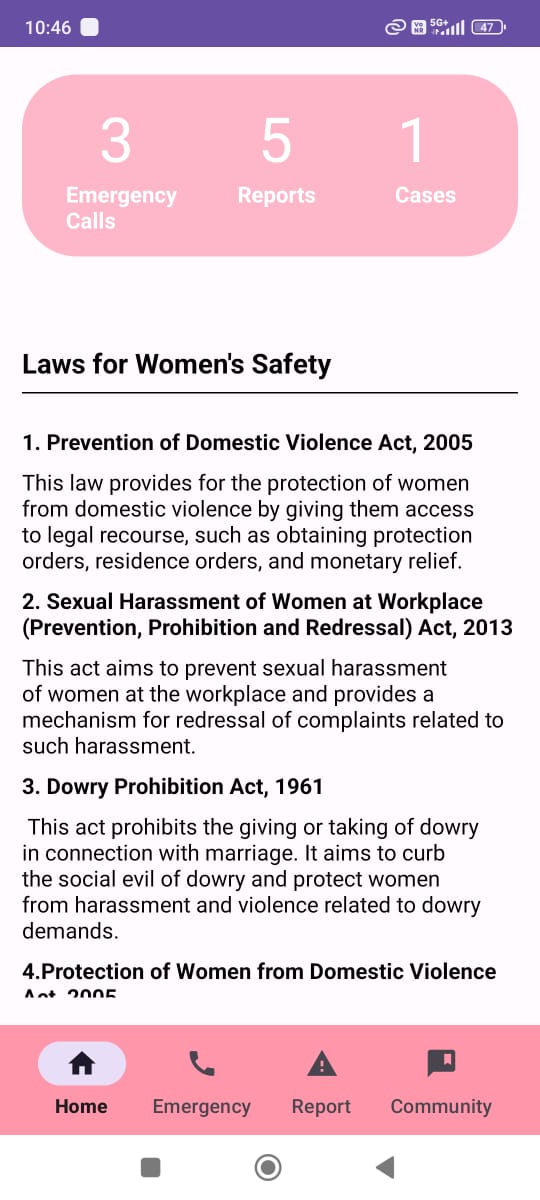 10:46
5G+
47
3
5
1
Emergency
Calls
Reports
Cases
Laws for Women's Safety
1. Prevention of Domestic Violence Act, 2005
This law provides for the protection of women
from domestic violence by giving them access
to legal recourse, such as obtaining protection
orders, residence orders, and monetary relief.
2. Sexual Harassment of Women at Workplace
(Prevention, Prohibition and Redressal) Act, 2013
This act aims to prevent sexual harassment
of women at the workplace and provides a
mechanism for redressal of complaints related to
such harassment.
3. Dowry Prohibition Act, 1961
This act prohibits the giving or taking of dowry
in connection with marriage. It aims to curb
the social evil of dowry and protect women
from harassment and violence related to dowry
demands.
4.Protection of Women from Domestic Violence
Act, 2005
Home
Emergency
Report
Community